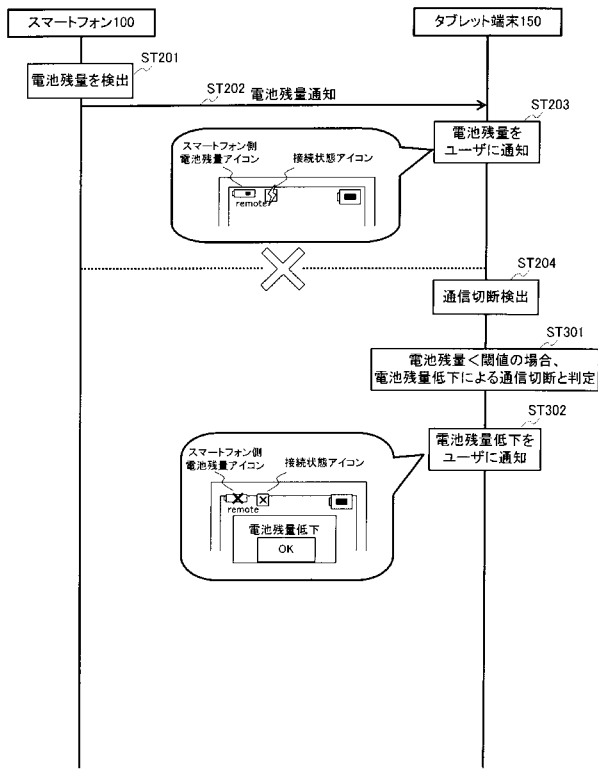 スマートフォン100
タブレット端末150
ST201
電池残量を検出
ST202
電池残量通知
ST203
電池残量を
ユーザに通知
スマートフォン側
電池残量アイコン
接続状態アイコン
remote
ST204
通信切断検出
ST301
電池残量<閾値の場合、
電池残量低下による通信切断と判定
ST302
電池残量低下を
ユーザに通知
スマートフォン側
電池残量アイコン
接続状態アイコン
remote
電池残量低下
OK